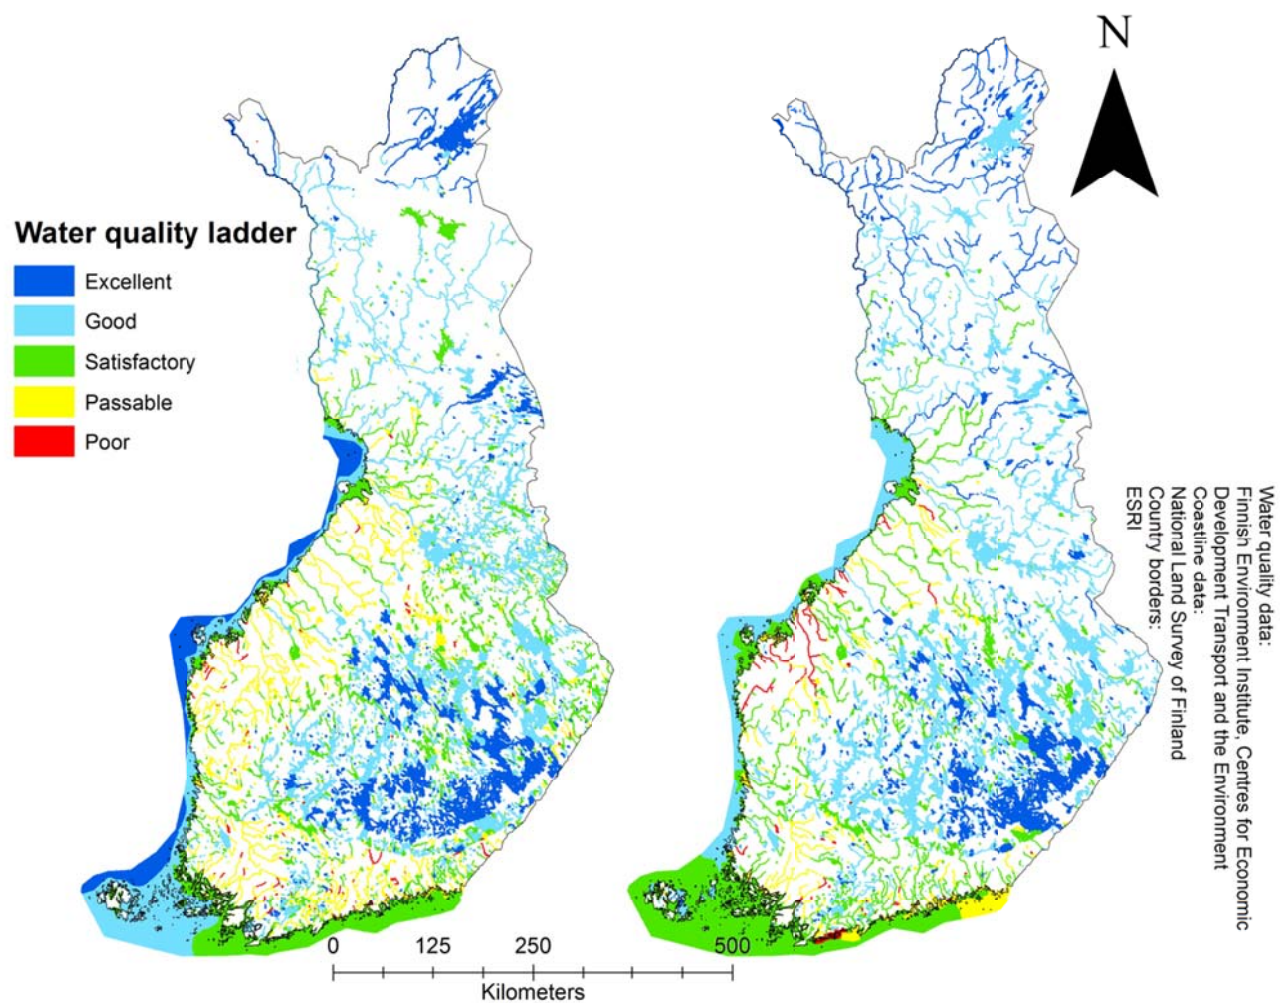 N
Water quality ladder
Excellent
Good
Satisfactory
Passable
Poor
Water quality data:
Finnish Environment Institute, Centres for Economic
Development Transport and the Environment
Coastline data:
National Land Survey of Finland
Country borders:
ESRI
0 125 250 500
Kilometers